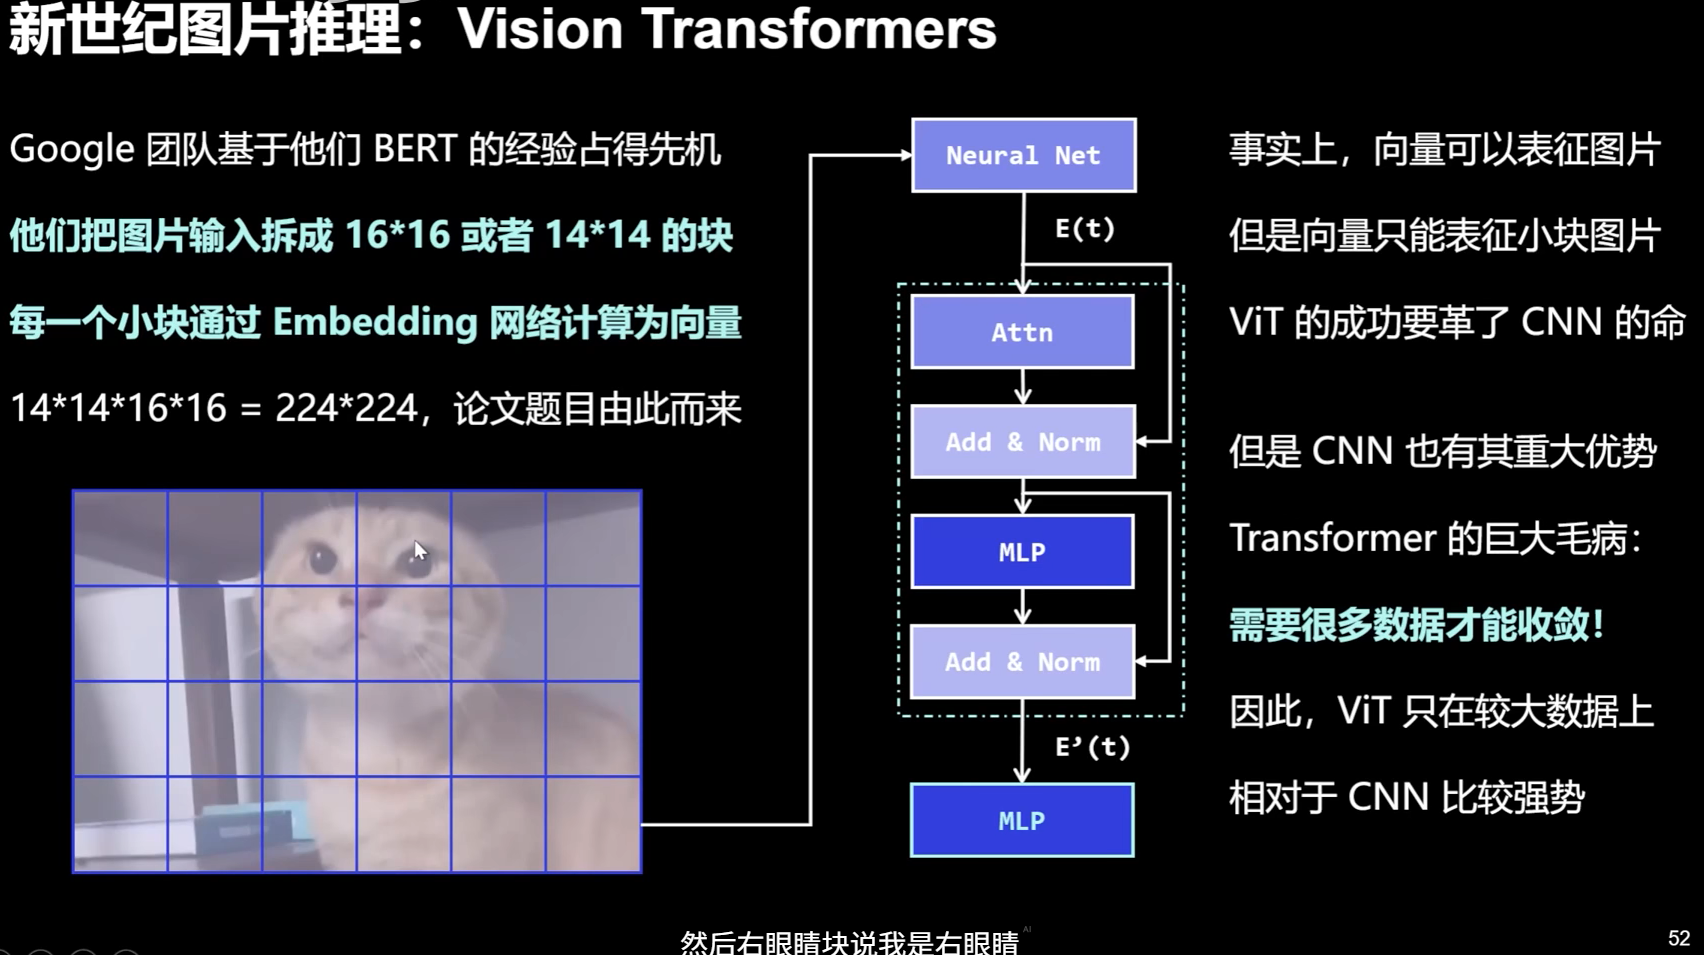 新世纪图片推理：Vision Transformers
Google 团队基于他们 BERT 的经验占得先机
他们把图片输入拆成 16*16 或者 14*14 的块
每一个小块通过 Embedding 网络计算为向量
14*14*16*16 = 224*224，论文题目由此而来
Neural Net
E(t)
Attn
Add & Norm
MLP
Add & Norm
E’(t)
MLP
事实上，向量可以表征图片
但是向量只能表征小块图片
ViT 的成功要革了 CNN 的命
但是 CNN 也有其重大优势
Transformer 的巨大毛病：
需要很多数据才能收敛！
因此，ViT 只在较大数据上
相对于 CNN 比较强势
然后右眼睛块说我是右眼睛
AI
52